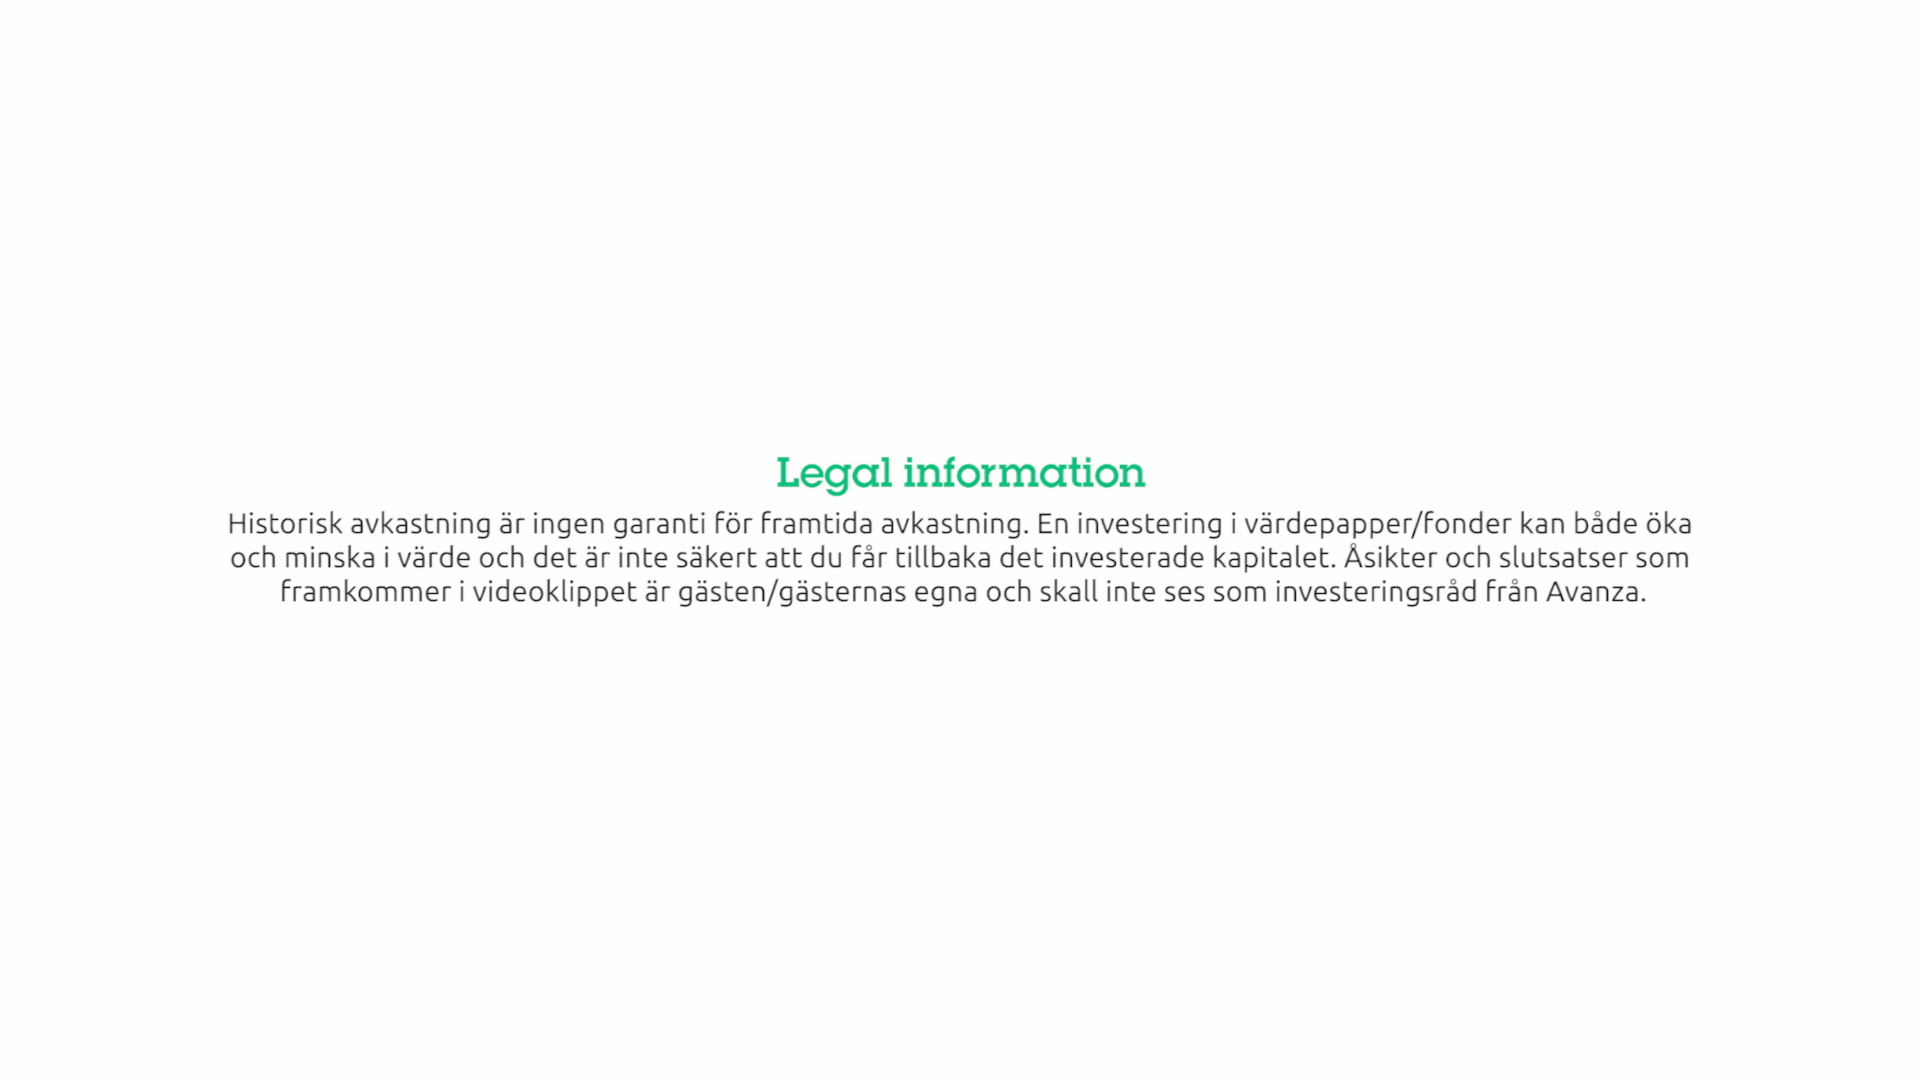 Legal information
Historisk avkastning är ingen garanti för framtida avkastning. En investering i värdepapper/fonder kan både öka
och minska i värde och det är inte säkert att du får tillbaka det investerade kapitalet. Åsikter och slutsatser som
framkommer i videoklippet är gästen/gästernas egna och skall inte ses som investeringsråd från Avanza.